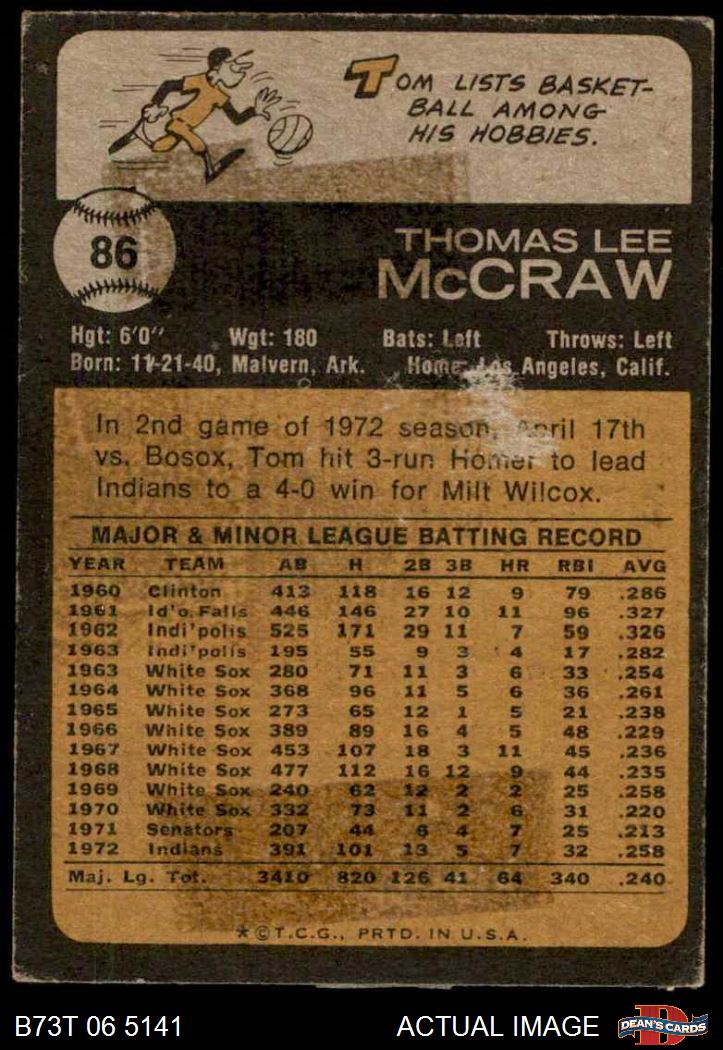 TOM LISTS BASKET-
BALL AMONG
HIS HOBBIES.
86
THOMAS LEE
McCRAW
Hgt: 6'0" Wgt: 180 Bats: Left Throws: Left
Born: 11-21-40, Malvern, Ark. Home: Los Angeles, Calif.
In 2nd game of 1972 season, April 17th
vs. Bosox, Tom hit 3-run Homer to lead
Indians to a 4-0 win for Milt Wilcox.
MAJOR & MINOR LEAGUE BATTING RECORD
YEAR TEAM AB H 2B 3B HR RBI AVG
1960 Clinton 413 118 16 12 9 79 .286
1961 Id'o Falls 446 146 27 10 11 96 .327
1962 Indi'polis 525 171 29 11 7 59 .326
1963 Indi'polis 195 55 9 3 4 17 .282
1963 White Sox 280 71 11 3 6 33 .254
1964 White Sox 368 96 11 5 6 36 .261
1965 White Sox 273 65 12 1 5 21 .238
1966 White Sox 389 89 16 4 5 48 .229
1967 White Sox 453 107 18 3 11 45 .236
1968 White Sox 477 112 16 12 9 44 .235
1969 White Sox 240 62 12 2 2 25 .258
1970 White Sox 332 73 11 2 6 31 .220
1971 Senators 207 44 6 4 7 25 .213
1972 Indians 391 101 13 5 7 32 .258
Maj. Lg. Tot. 3410 820 126 41 64 340 .240
* © T.C.G., PRTD. IN U.S.A.
B73T 06 5141 ACTUAL IMAGE DEAN'S CARDS